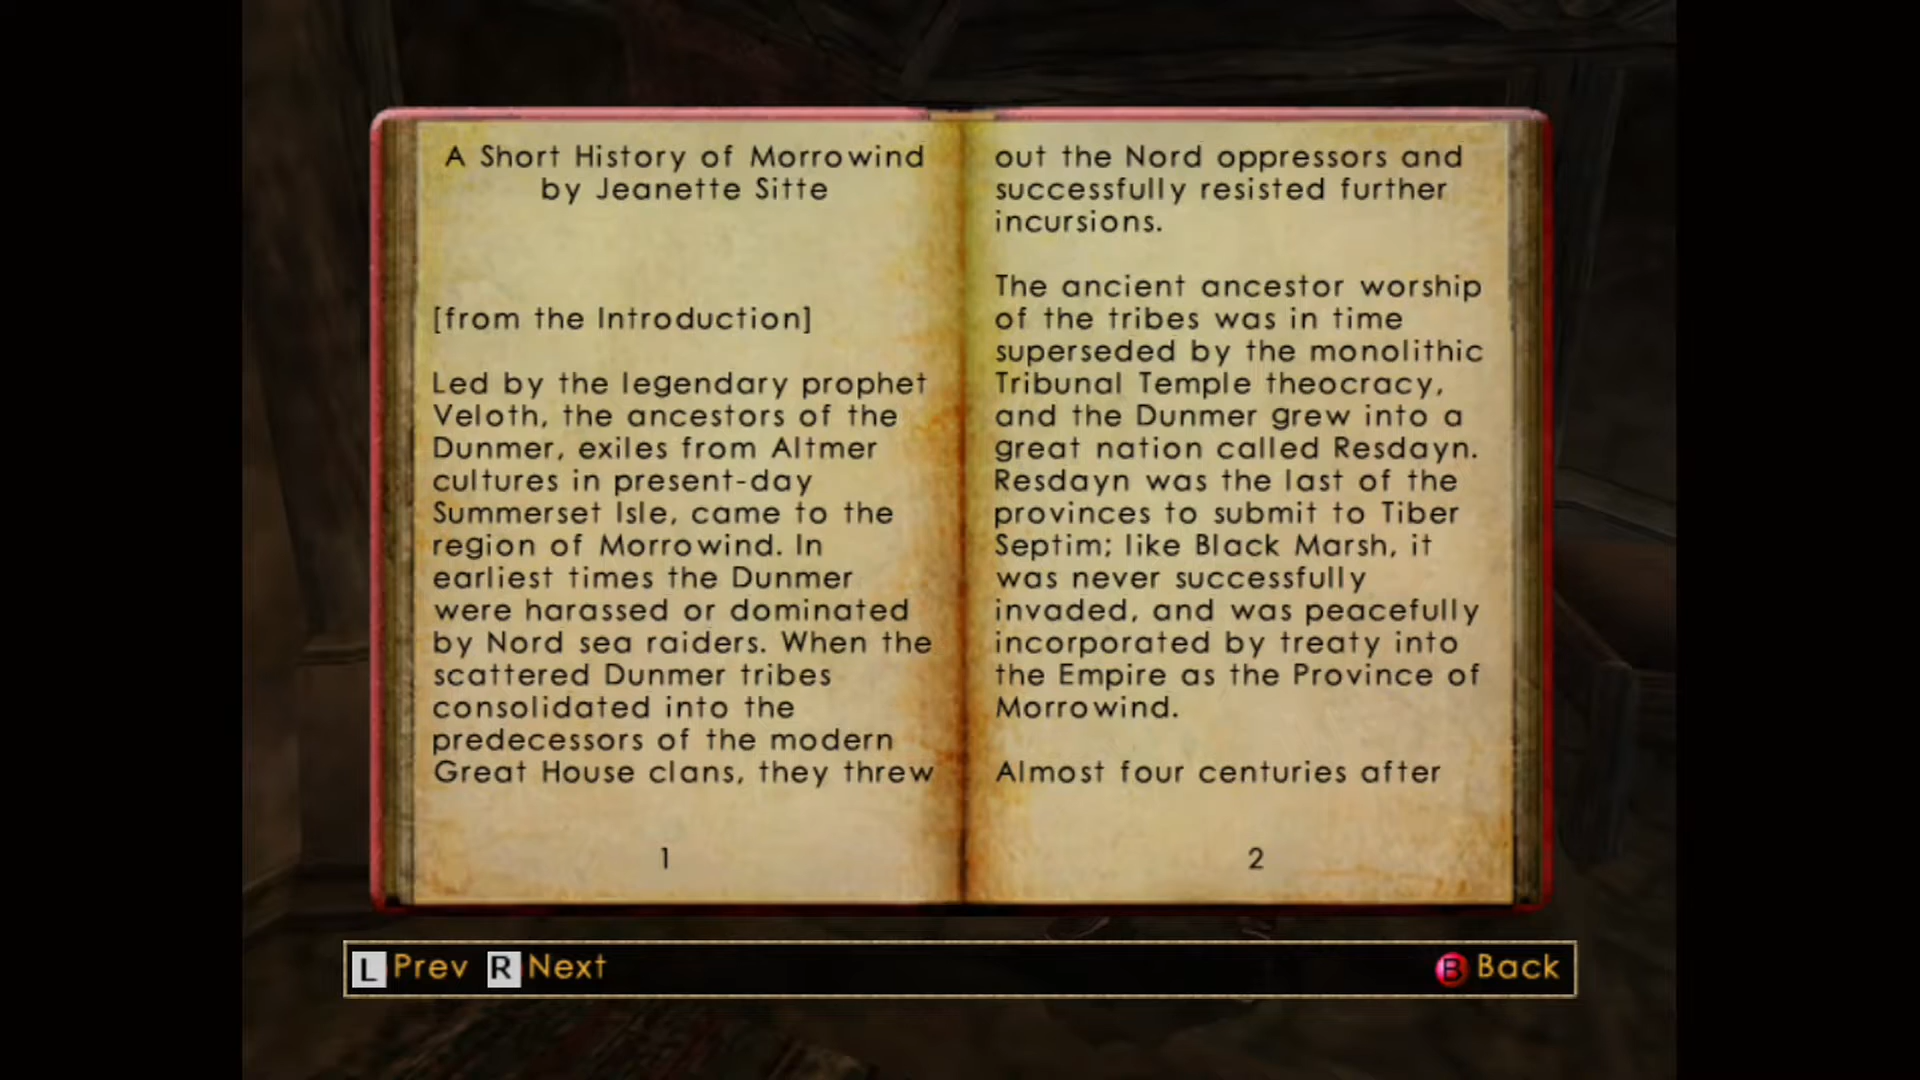 A Short History of Morrowind
by Jeanette Sitte
[from the Introduction]
Led by the legendary prophet
Veloth, the ancestors of the
Dunmer, exiles from Altmer
cultures in present-day
Summerset Isle, came to the
region of Morrowind. In
earliest times the Dunmer
were harassed or dominated
by Nord sea raiders. When the
scattered Dunmer tribes
consolidated into the
predecessors of the modern
Great House clans, they threw
1
out the Nord oppressors and
successfully resisted further
incursions.
The ancient ancestor worship
of the tribes was in time
superseded by the monolithic
Tribunal Temple theocracy,
and the Dunmer grew into a
great nation called Resdayn.
Resdayn was the last of the
provinces to submit to Tiber
Septim; like Black Marsh, it
was never successfully
invaded, and was peacefully
incorporated by treaty into
the Empire as the Province of
Morrowind.
Almost four centuries after
2
L Prev R Next
B Back